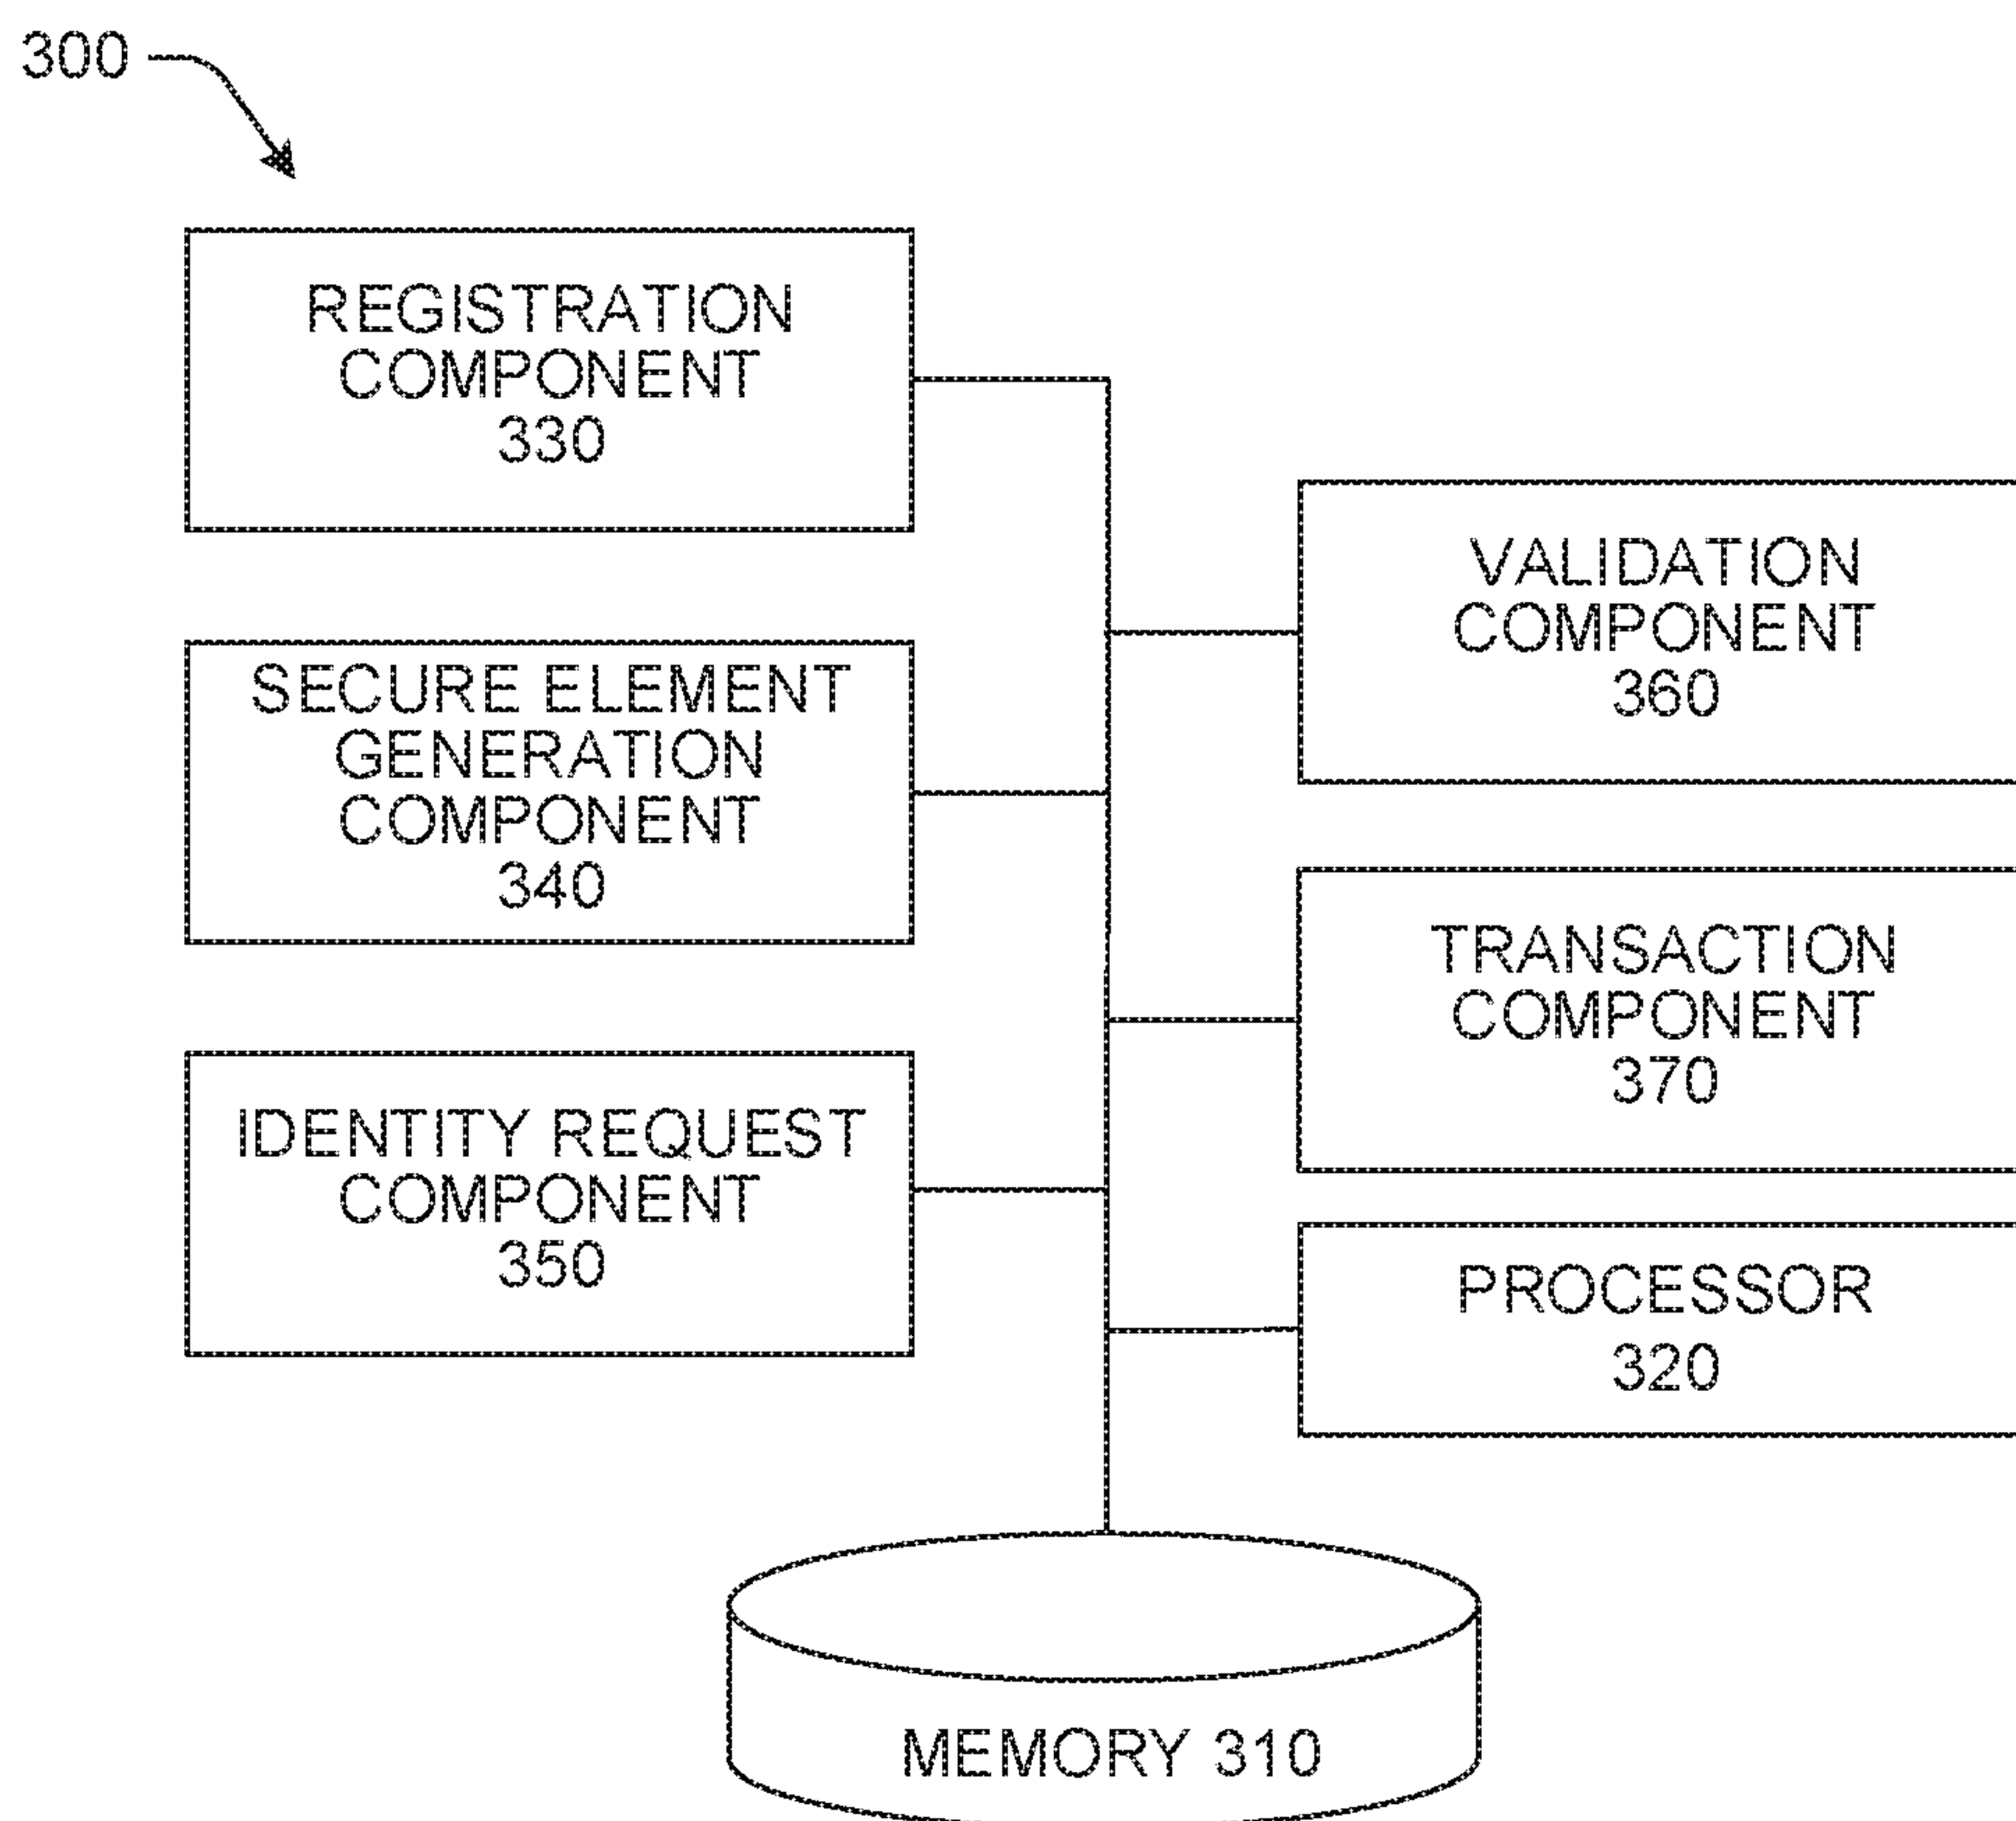 300
REGISTRATION
COMPONENT
330
SECURE ELEMENT
GENERATION
COMPONENT
340
IDENTITY REQUEST
COMPONENT
350
VALIDATION
COMPONENT
360
TRANSACTION
COMPONENT
370
PROCESSOR
320
MEMORY 310